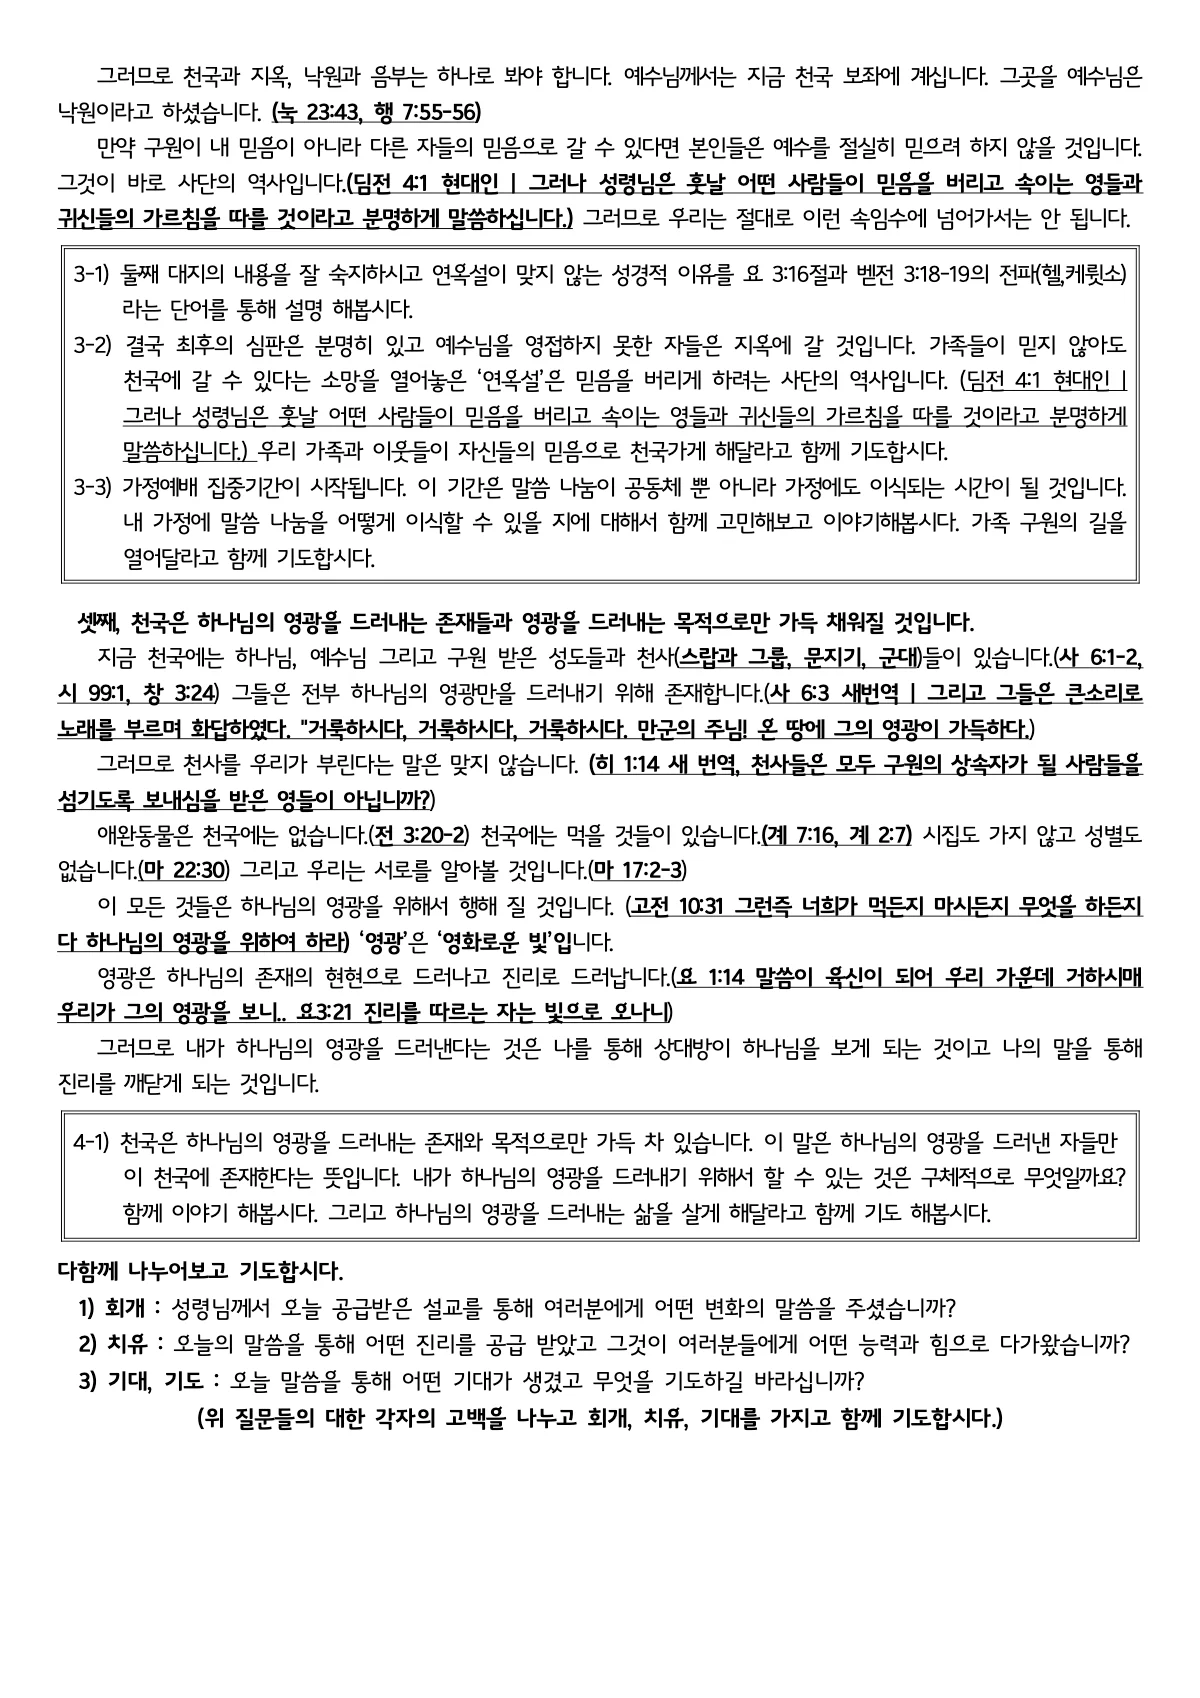 그러므로 천국과 지옥, 낙원과 음부는 하나로 봐야 합니다. 예수님께서는 지금 천국 보좌에 계십니다. 그곳을 예수님은
낙원이라고 하셨습니다. (눅 23:43, 행 7:55-56)
만약 구원이 내 믿음이 아니라 다른 자들의 믿음으로 갈 수 있다면 본인들은 예수를 절실히 믿으려 하지 않을 것입니다.
그것이 바로 사단의 역사입니다.(딤전 4:1 현대인 | 그러나 성령님은 훗날 어떤 사람들이 믿음을 버리고 속이는 영들과
귀신들의 가르침을 따를 것이라고 분명하게 말씀하십니다.) 그러므로 우리는 절대로 이런 속임수에 넘어가서는 안 됩니다.
3-1) 둘째 대지의 내용을 잘 숙지하시고 연옥설이 맞지 않는 성경적 이유를 요 3:16절과 벧전 3:18-19의 전파(헬,케륏소)
라는 단어를 통해 설명 해봅시다.
3-2) 결국 최후의 심판은 분명히 있고 예수님을 영접하지 못한 자들은 지옥에 갈 것입니다. 가족들이 믿지 않아도
천국에 갈 수 있다는 소망을 열어놓은 ‘연옥설’은 믿음을 버리게 하려는 사단의 역사입니다. (딤전 4:1 현대인 |
그러나 성령님은 훗날 어떤 사람들이 믿음을 버리고 속이는 영들과 귀신들의 가르침을 따를 것이라고 분명하게
말씀하십니다.) 우리 가족과 이웃들이 자신들의 믿음으로 천국가게 해달라고 함께 기도합시다.
3-3) 가정예배 집중기간이 시작됩니다. 이 기간은 말씀 나눔이 공동체 뿐 아니라 가정에도 이식되는 시간이 될 것입니다.
내 가정에 말씀 나눔을 어떻게 이식할 수 있을 지에 대해서 함께 고민해보고 이야기해봅시다. 가족 구원의 길을
열어달라고 함께 기도합시다.
셋째, 천국은 하나님의 영광을 드러내는 존재들과 영광을 드러내는 목적으로만 가득 채워질 것입니다.
지금 천국에는 하나님, 예수님 그리고 구원 받은 성도들과 천사(스랍과 그룹, 문지기, 군대)들이 있습니다.(사 6:1-2,
시 99:1, 창 3:24) 그들은 전부 하나님의 영광만을 드러내기 위해 존재합니다.(사 6:3 새번역 | 그리고 그들은 큰소리로
노래를 부르며 화답하였다. "거룩하시다, 거룩하시다, 거룩하시다. 만군의 주님! 온 땅에 그의 영광이 가득하다.)
그러므로 천사를 우리가 부린다는 말은 맞지 않습니다. (히 1:14 새 번역, 천사들은 모두 구원의 상속자가 될 사람들을
섬기도록 보내심을 받은 영들이 아닙니까?)
애완동물은 천국에는 없습니다.(전 3:20-2) 천국에는 먹을 것들이 있습니다.(계 7:16, 계 2:7) 시집도 가지 않고 성별도
없습니다.(마 22:30) 그리고 우리는 서로를 알아볼 것입니다.(마 17:2-3)
이 모든 것들은 하나님의 영광을 위해서 행해 질 것입니다. (고전 10:31 그런즉 너희가 먹든지 마시든지 무엇을 하든지
다 하나님의 영광을 위하여 하라) ‘영광’은 ‘영화로운 빛’입니다.
영광은 하나님의 존재의 현현으로 드러나고 진리로 드러납니다.(요 1:14 말씀이 육신이 되어 우리 가운데 거하시매
우리가 그의 영광을 보니.. 요3:21 진리를 따르는 자는 빛으로 오나니)
그러므로 내가 하나님의 영광을 드러낸다는 것은 나를 통해 상대방이 하나님을 보게 되는 것이고 나의 말을 통해
진리를 깨닫게 되는 것입니다.
4-1) 천국은 하나님의 영광을 드러내는 존재와 목적으로만 가득 차 있습니다. 이 말은 하나님의 영광을 드러낸 자들만
이 천국에 존재한다는 뜻입니다. 내가 하나님의 영광을 드러내기 위해서 할 수 있는 것은 구체적으로 무엇일까요?
함께 이야기 해봅시다. 그리고 하나님의 영광을 드러내는 삶을 살게 해달라고 함께 기도 해봅시다.
다함께 나누어보고 기도합시다.
1) 회개 : 성령님께서 오늘 공급받은 설교를 통해 여러분에게 어떤 변화의 말씀을 주셨습니까?
2) 치유 : 오늘의 말씀을 통해 어떤 진리를 공급 받았고 그것이 여러분들에게 어떤 능력과 힘으로 다가왔습니까?
3) 기대, 기도 : 오늘 말씀을 통해 어떤 기대가 생겼고 무엇을 기도하길 바라십니까?
(위 질문들의 대한 각자의 고백을 나누고 회개, 치유, 기대를 가지고 함께 기도합시다.)